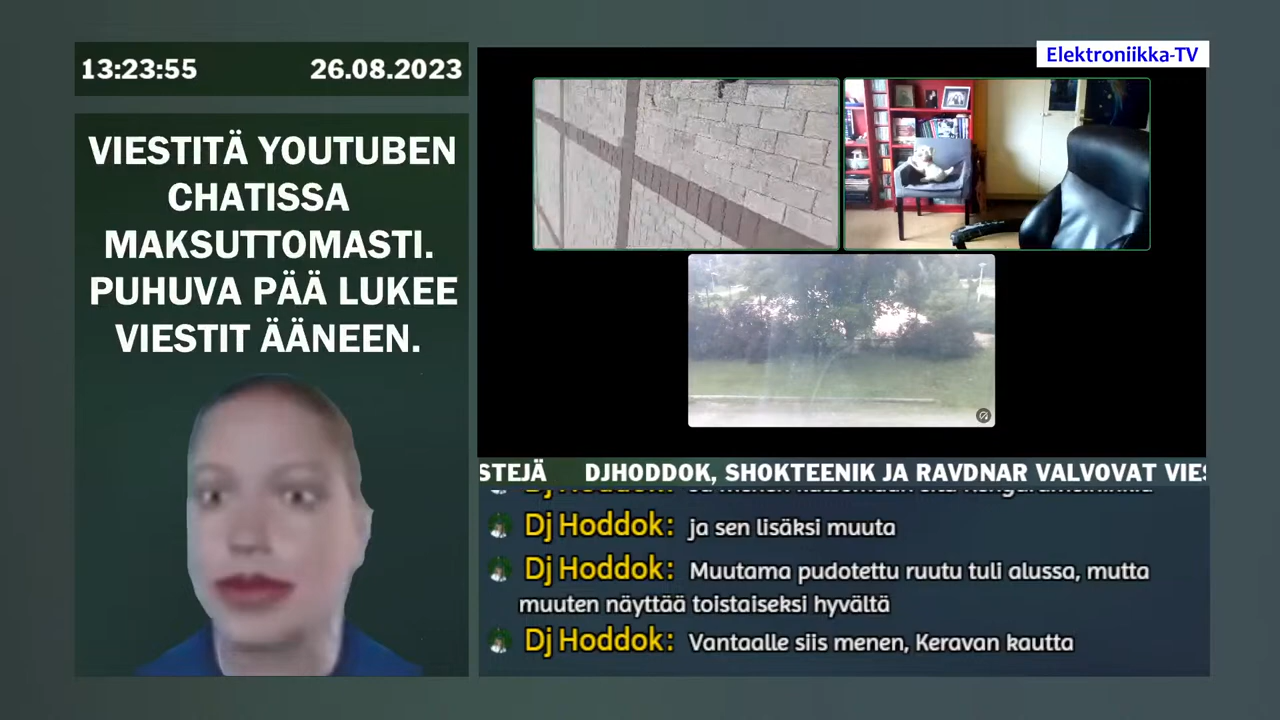 13:23:55 26.08.2023
Elektroniikka-TV
VIESTITÄ YOUTUBEN
CHATISSA
MAKSUTTOMASTI.
PUHUVA PÄÄ LUKEE
VIESTIT ÄÄNEEN.
STEJÄ DJHODDOK, SHOKTEENIK JA RAVDNAR VALVOVAT
Dj Hoddok: ja sen lisäksi muuta
Dj Hoddok: Muutama pudotettu ruutu tuli alussa, mutta
muuten näyttää toistaiseksi hyvältä
Dj Hoddok: Vantaalle siis menen, Keravan kautta